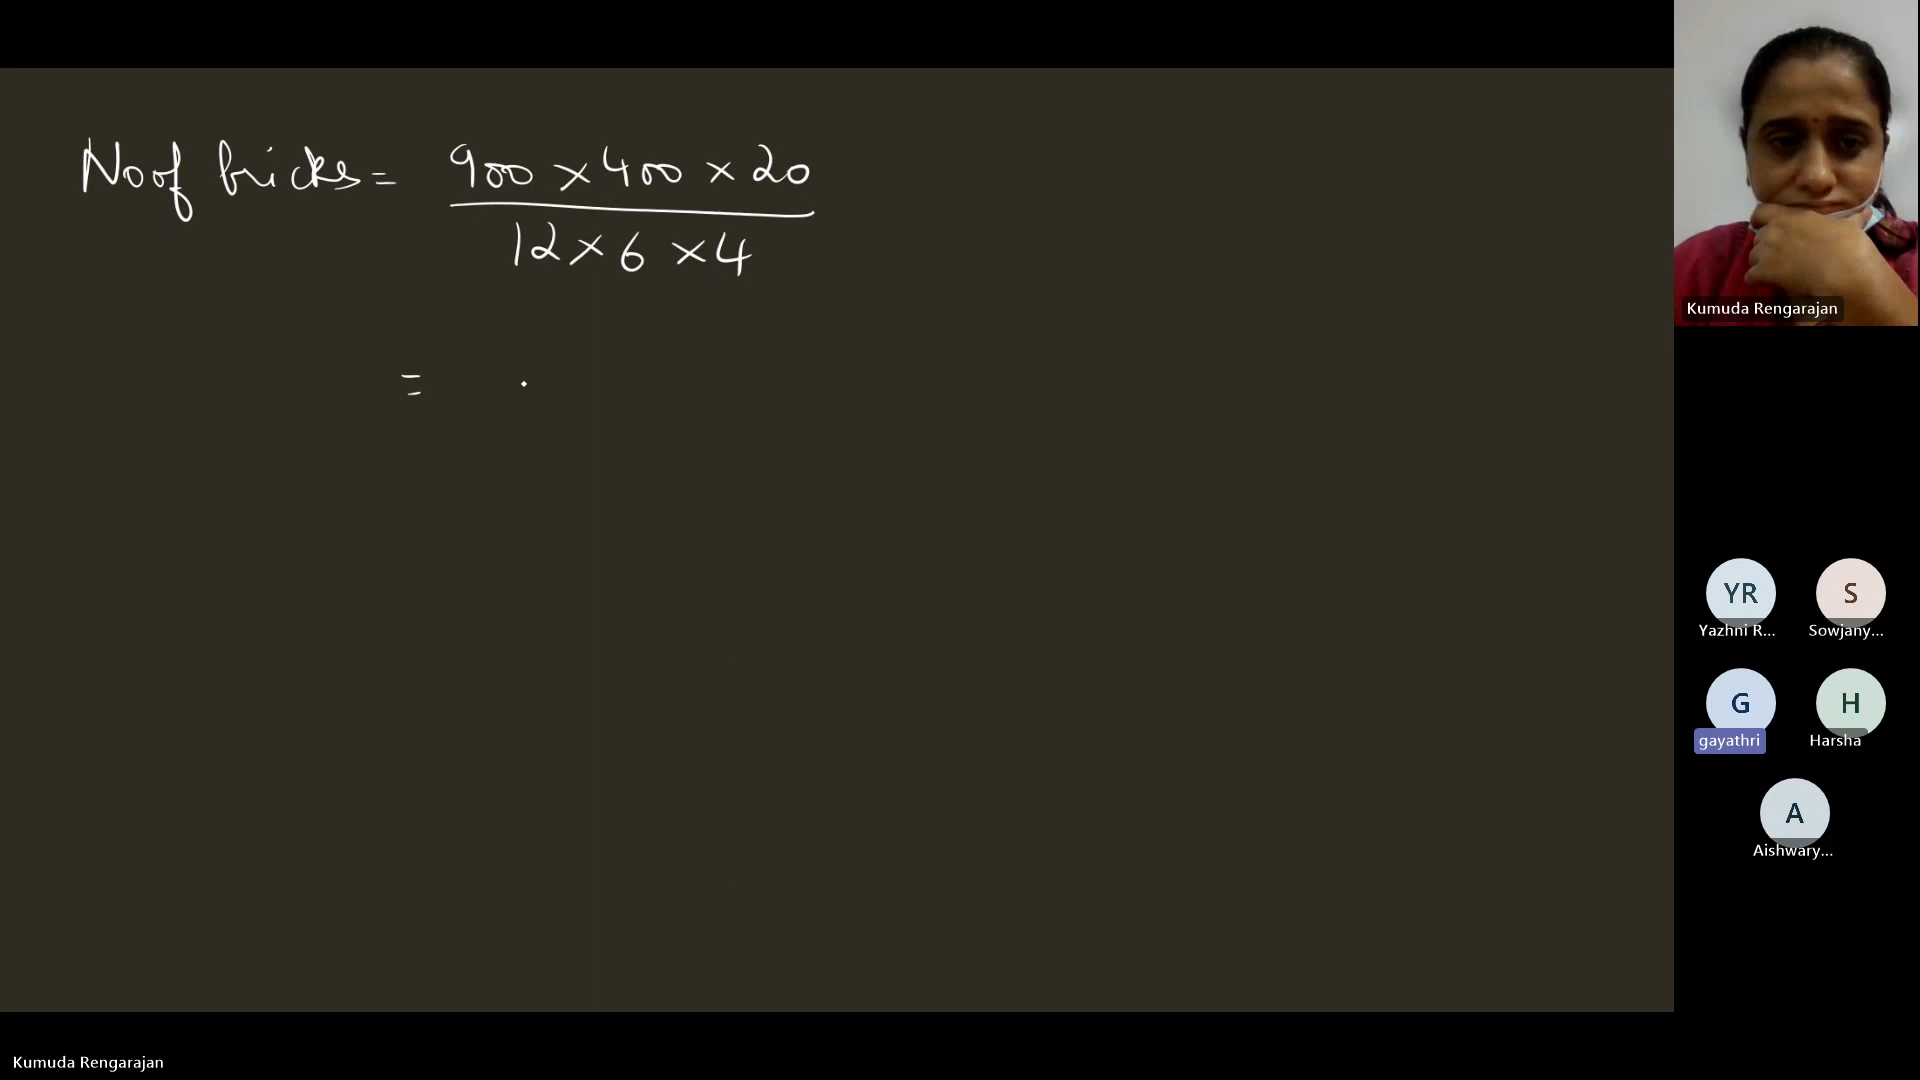 No of bricks = 900 × 400 × 20
12 × 6 × 4
=
Kumuda Rengarajan
YR
S
Yazhni R...
Sowjany...
G
H
gayathri
Harsha
A
Aishwary...
Kumuda Rengarajan